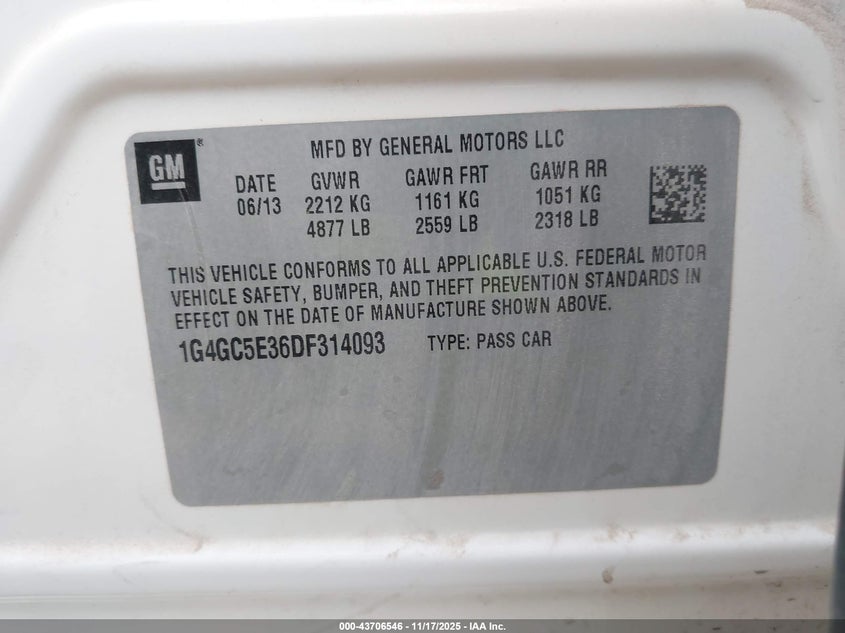 GM
®
MFD BY GENERAL MOTORS LLC
DATE GVWR GAWR FRT GAWR RR
06/13 2212 KG 1161 KG 1051 KG
4877 LB 2559 LB 2318 LB
THIS VEHICLE CONFORMS TO ALL APPLICABLE U.S. FEDERAL MOTOR
VEHICLE SAFETY, BUMPER, AND THEFT PREVENTION STANDARDS IN
EFFECT ON THE DATE OF MANUFACTURE SHOWN ABOVE.
1G4GC5E36DF314093 TYPE: PASS CAR
000-43706546 - 11/17/2025 - IAA Inc.